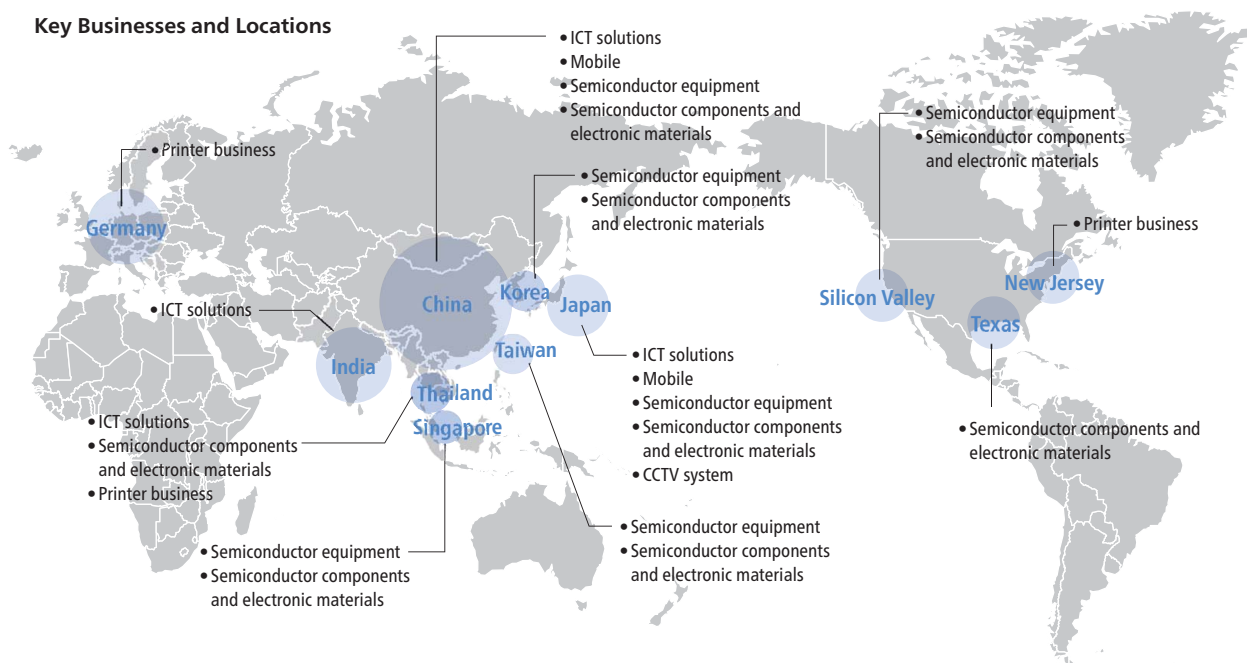 Key Businesses and Locations
• ICT solutions
• Mobile
• Semiconductor equipment
• Semiconductor components and
electronic materials
• Printer business
Germany
• Semiconductor equipment
• Semiconductor components
and electronic materials
• Semiconductor equipment
• Semiconductor components
and electronic materials
• Printer business
China
Korea
Japan
Silicon Valley
New Jersey
Texas
• ICT solutions
India
Taiwan
Thailand
Singapore
• ICT solutions
• Semiconductor components
and electronic materials
• Printer business
• ICT solutions
• Mobile
• Semiconductor equipment
• Semiconductor components
and electronic materials
• CCTV system
• Semiconductor components and
electronic materials
• Semiconductor equipment
• Semiconductor components
and electronic materials
• Semiconductor equipment
• Semiconductor components
and electronic materials